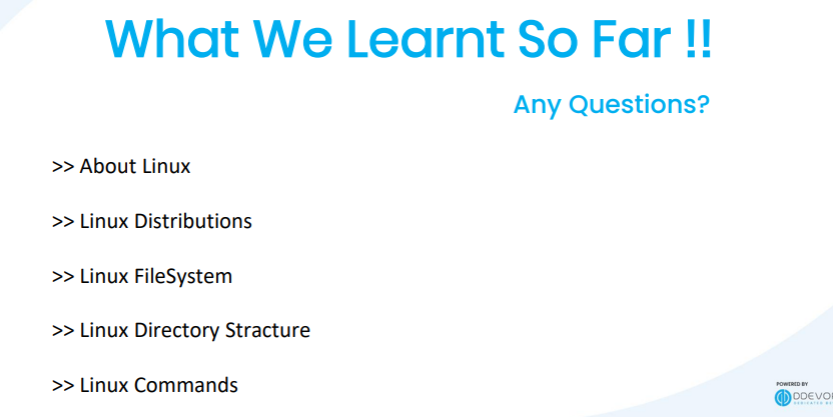 What We Learnt So Far !!
Any Questions?
>> About Linux
>> Linux Distributions
>> Linux FileSystem
>> Linux Directory Stracture
>> Linux Commands
POWERED BY